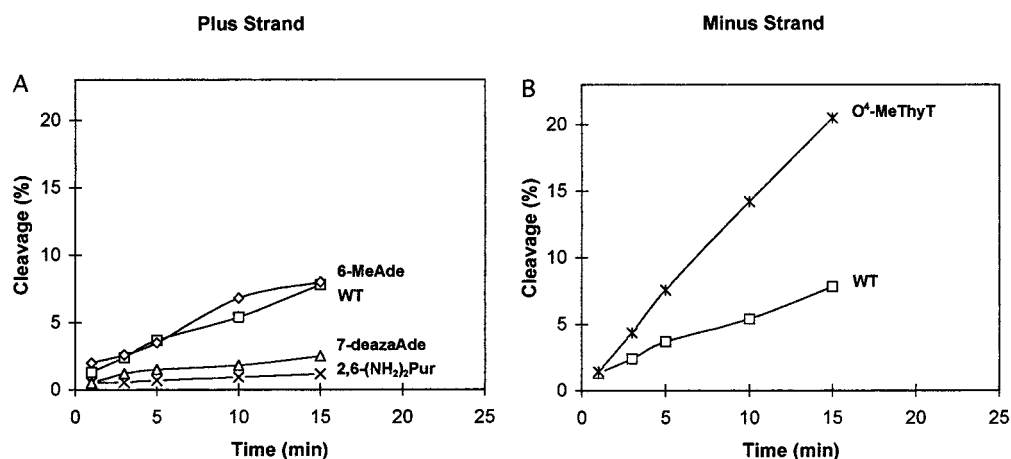 Plus Strand
Minus Strand
A
Cleavage (%)
20
15
10
5
0
6-MeAde
WT
7-deazaAde
2,6-(NH₂)₂Pur
0 5 10 15 20 25
Time (min)
B
Cleavage (%)
20
15
10
5
0
O⁴-MeThyT
WT
0 5 10 15 20 25
Time (min)